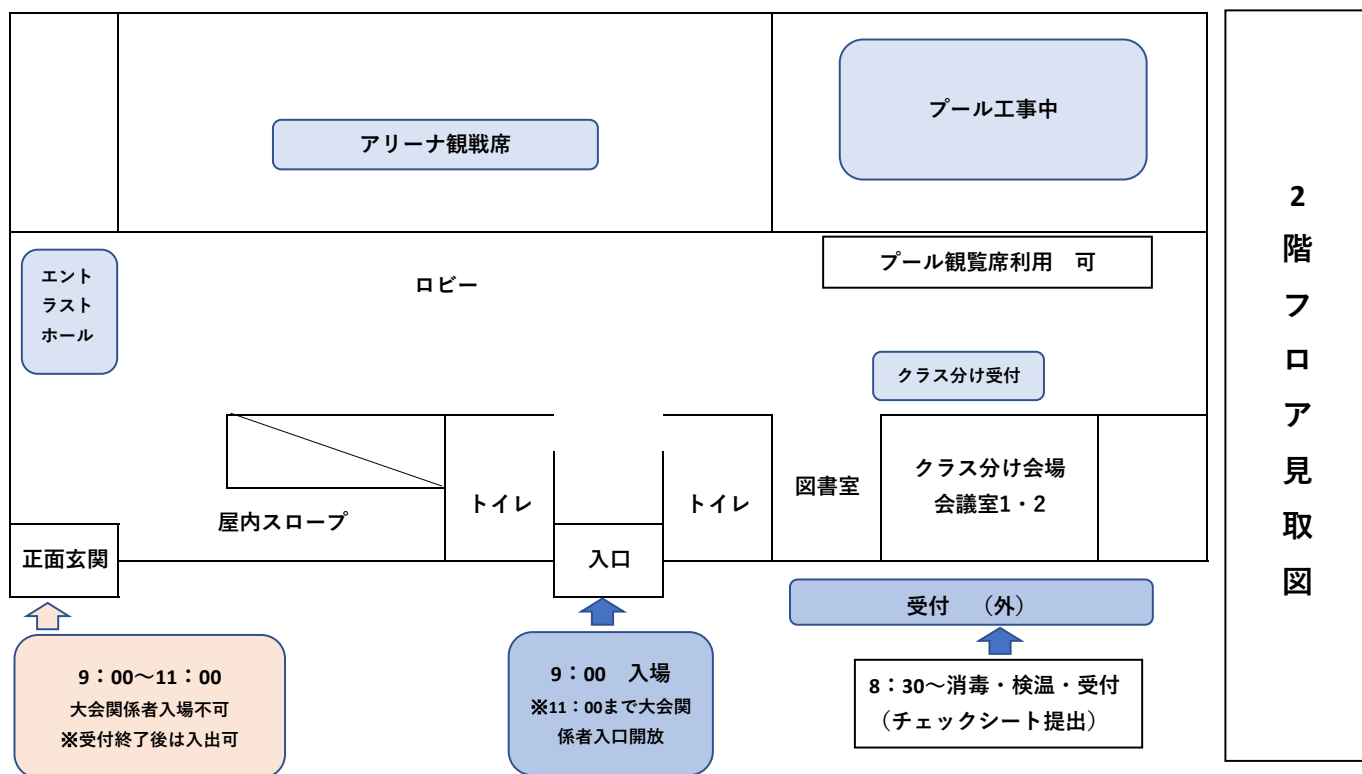 アリーナ観戦席
プール工事中
エント
ラスト
ホール
ロビー
プール観覧席利用　可
クラス分け受付
屋内スロープ
トイレ
トイレ
図書室
クラス分け会場
会議室1・2
正面玄関
入口
受付　（外）
9：00～11：00
大会関係者入場不可
※受付終了後は入出可
9：00　入場
※11：00まで大会関
係者入口開放
8：30～消毒・検温・受付
（チェックシート提出）
2階フロア見取図